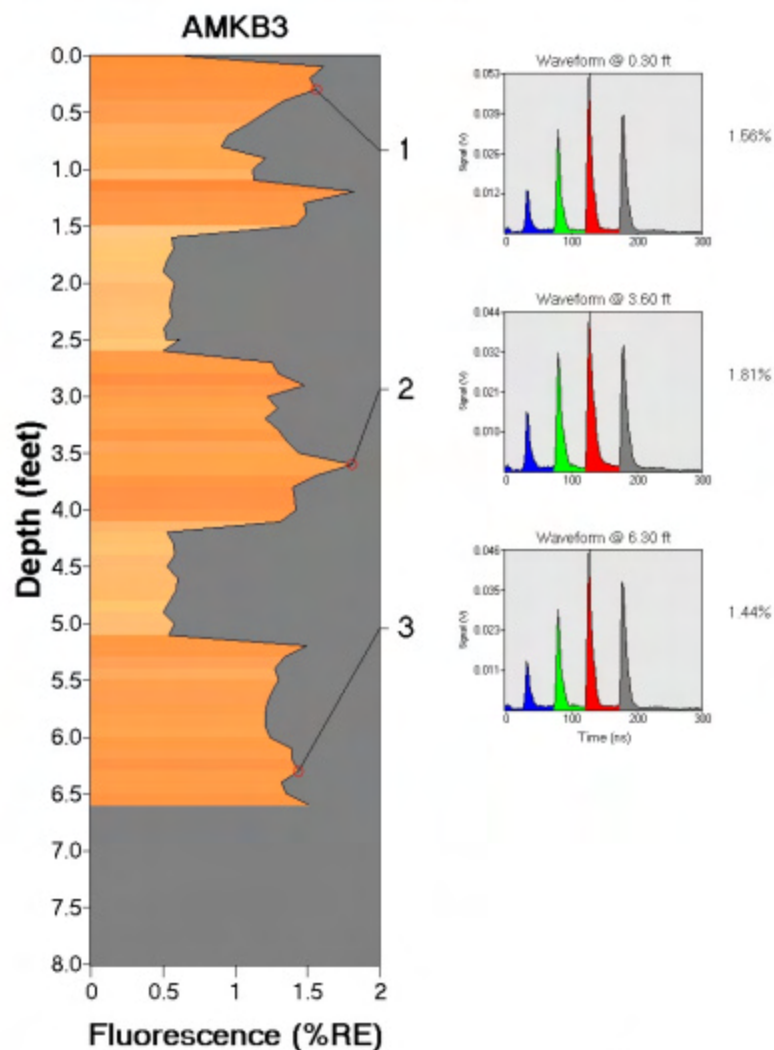 AMKB3
0.0
0.5
1.0
1.5
2.0
2.5
3.0
3.5
4.0
4.5
5.0
5.5
6.0
6.5
7.0
7.5
8.0
Depth (feet)
0 0.5 1 1.5 2
Fluorescence (%RE)
1
2
3
Waveform @ 0.30 ft
0.053
0.039
0.026
0.012
Signal (V)
0 100 200 300
1.56%
Waveform @ 3.60 ft
0.044
0.032
0.021
0.010
Signal (V)
0 100 200 300
1.81%
Waveform @ 6.30 ft
0.046
0.035
0.023
0.011
Signal (V)
0 100 200 300
Time (ns)
1.44%